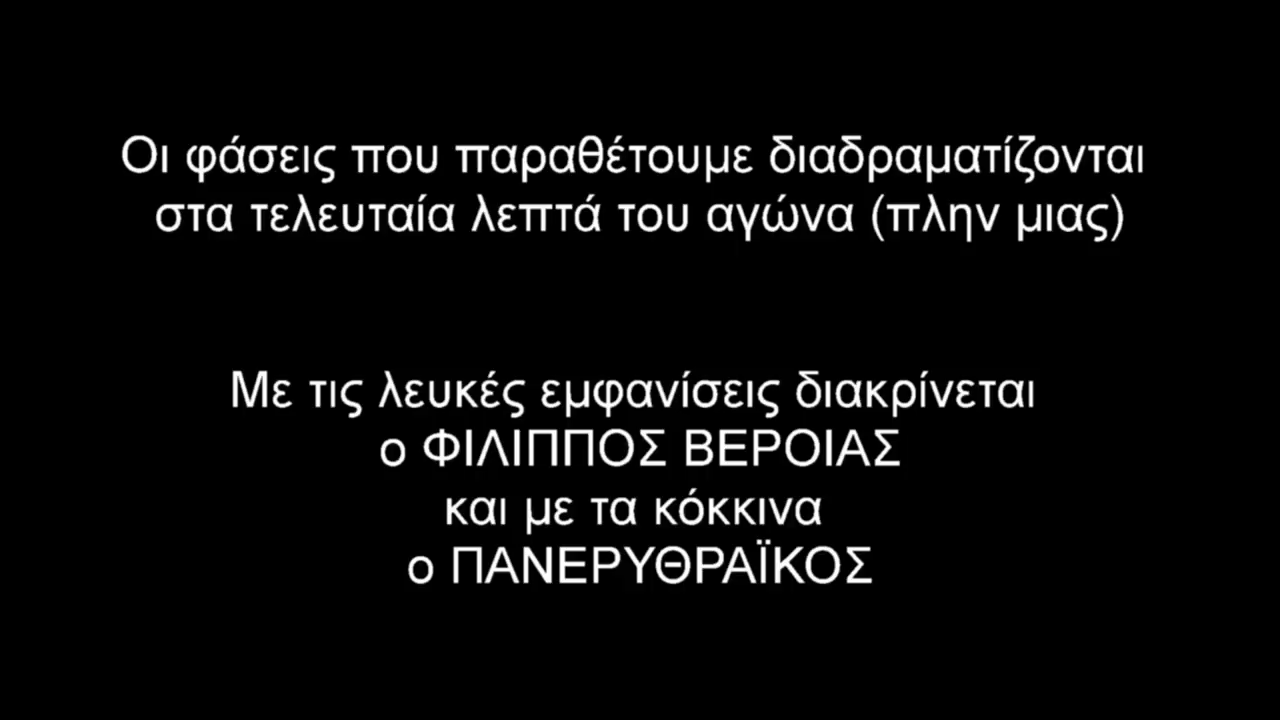 Οι φάσεις που παραθέτουμε διαδραματίζονται
στα τελευταία λεπτά του αγώνα (πλην μιας)
Με τις λευκές εμφανίσεις διακρίνεται
ο ΦΙΛΙΠΠΟΣ ΒΕΡΟΙΑΣ
και με τα κόκκινα
ο ΠΑΝΕΡΥΘΡΑΪΚΟΣ